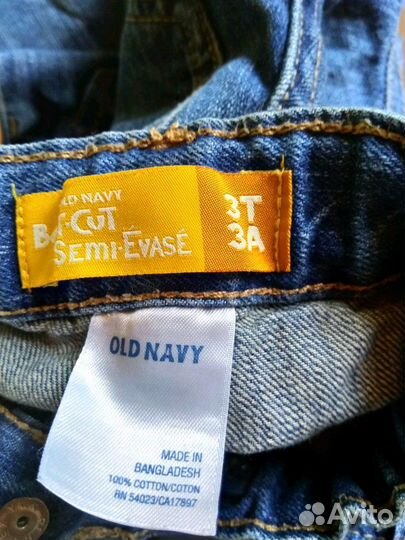 OLD NAVY
3T
SEMI-ÉVASÉ
3A
OLD NAVY
MADE IN
BANGLADESH
100% COTTON/COTON
RN 54023/CA17897
Avito